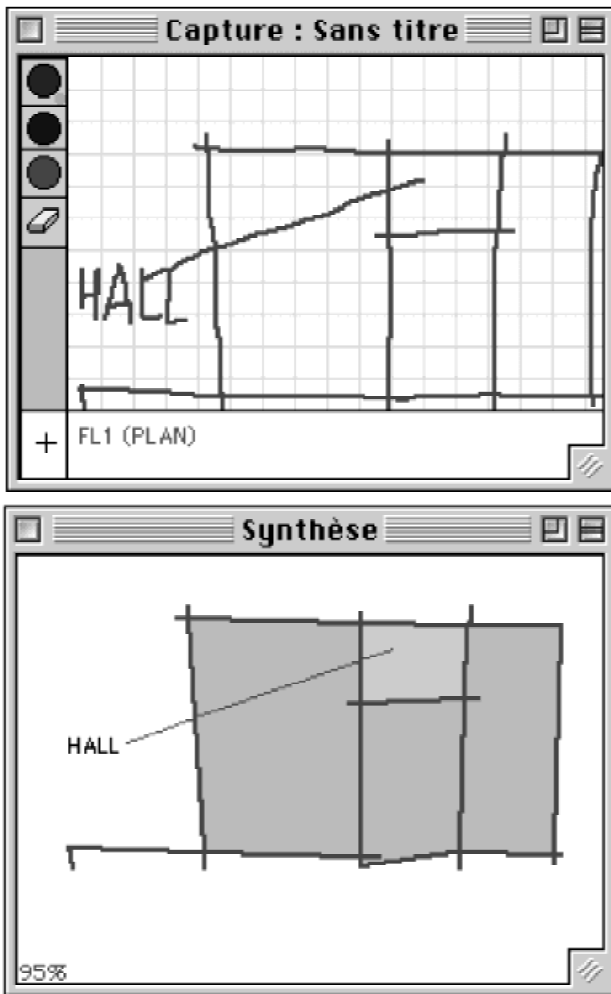 Capture : Sans titre
HALL
FL1 (PLAN)
Synthèse
HALL
95%